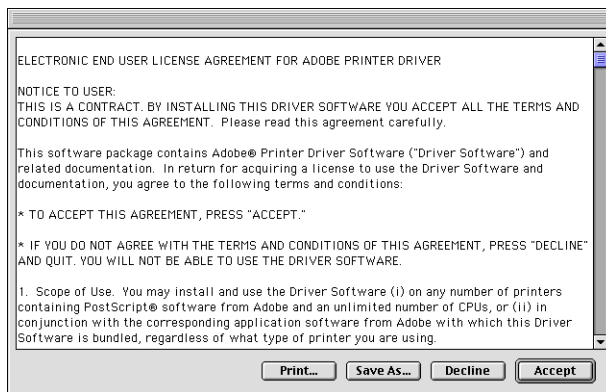 ELECTRONIC END USER LICENSE AGREEMENT FOR ADOBE PRINTER DRIVER
NOTICE TO USER:
THIS IS A CONTRACT. BY INSTALLING THIS DRIVER SOFTWARE YOU ACCEPT ALL THE TERMS AND
CONDITIONS OF THIS AGREEMENT. Please read this agreement carefully.
This software package contains Adobe® Printer Driver Software ("Driver Software") and
related documentation. In return for acquiring a license to use the Driver Software and
documentation, you agree to the following terms and conditions:
* TO ACCEPT THIS AGREEMENT, PRESS "ACCEPT."
* IF YOU DO NOT AGREE WITH THE TERMS AND CONDITIONS OF THIS AGREEMENT, PRESS "DECLINE"
AND QUIT. YOU WILL NOT BE ABLE TO USE THE DRIVER SOFTWARE.
1. Scope of Use. You may install and use the Driver Software (i) on any number of printers
containing PostScript® software from Adobe and an unlimited number of CPUs, or (ii) in
conjunction with the corresponding application software from Adobe with which this Driver
Software is bundled, regardless of what type of printer you are using.
Print... Save As... Decline Accept